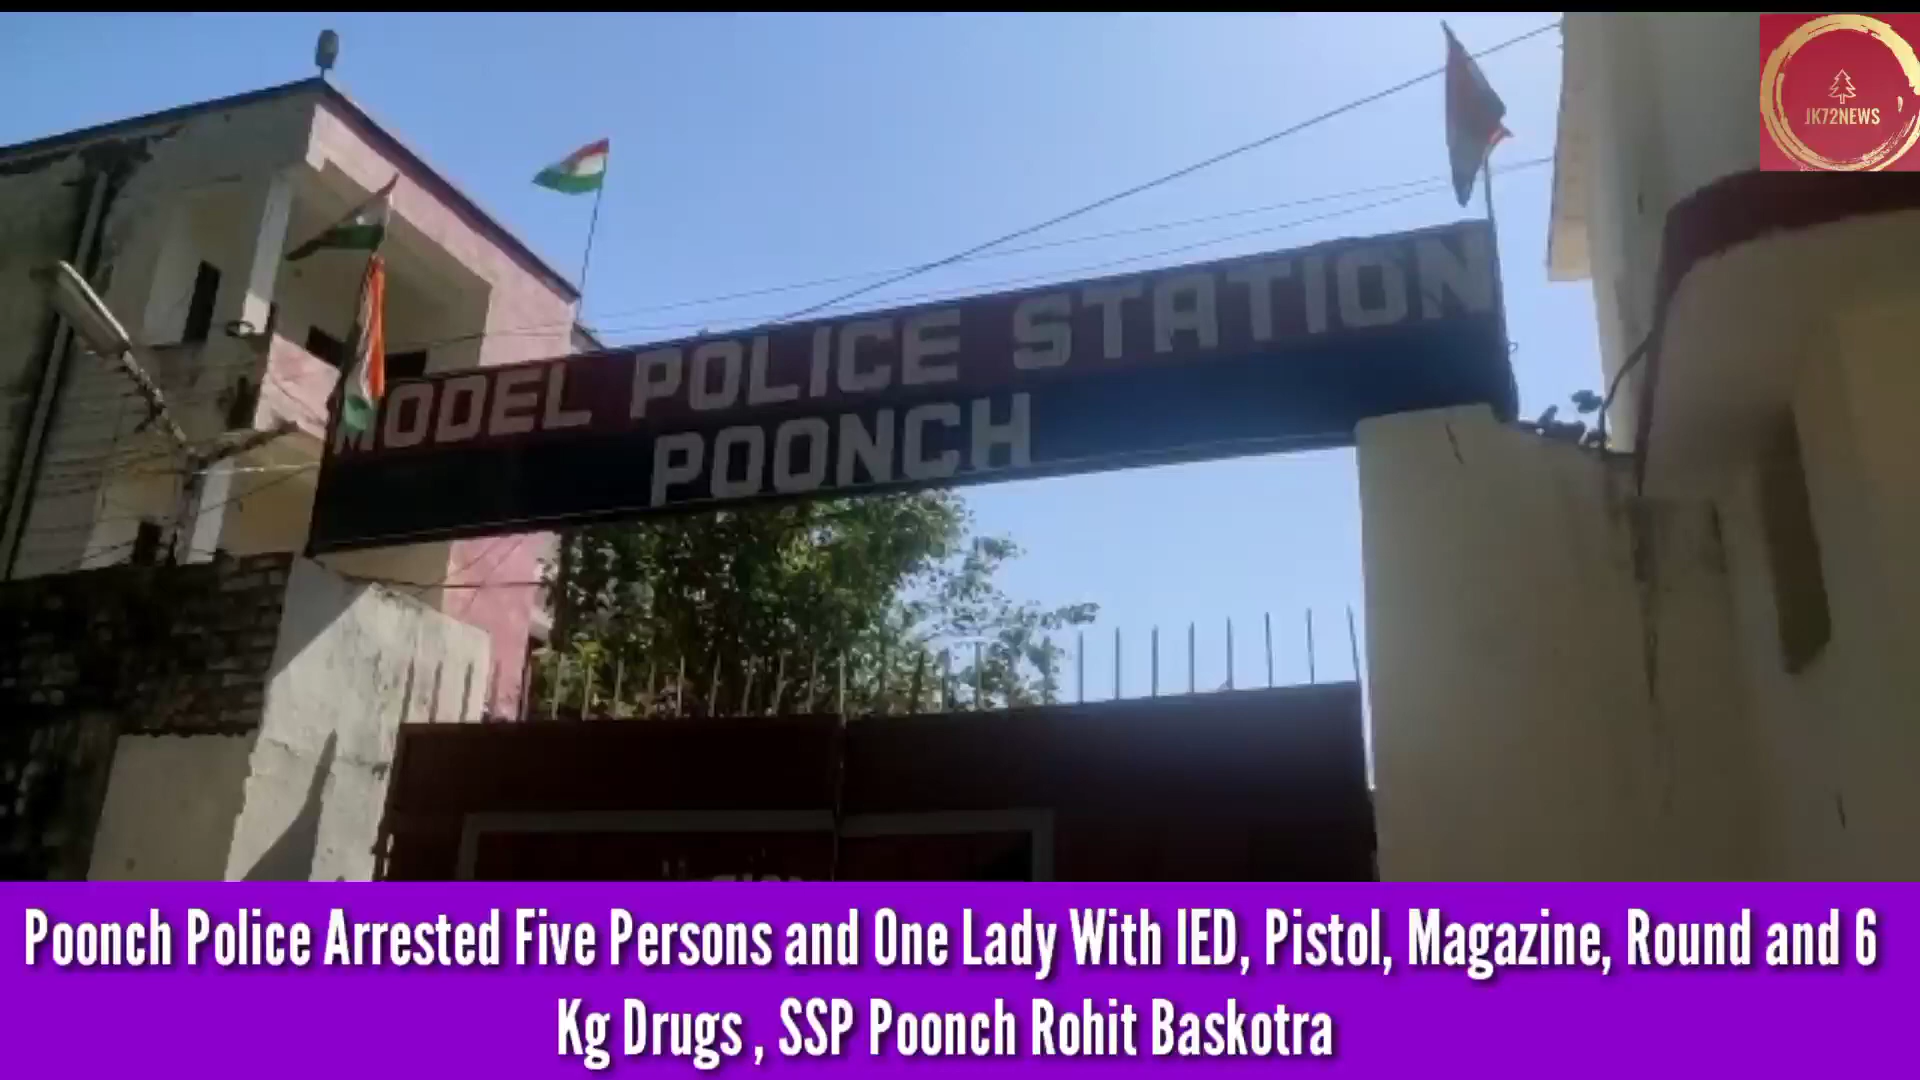 JK72NEWS
MODEL POLICE STATION
POONCH
Poonch Police Arrested Five Persons and One Lady With IED, Pistol, Magazine, Round and 6
Kg Drugs , SSP Poonch Rohit Baskotra